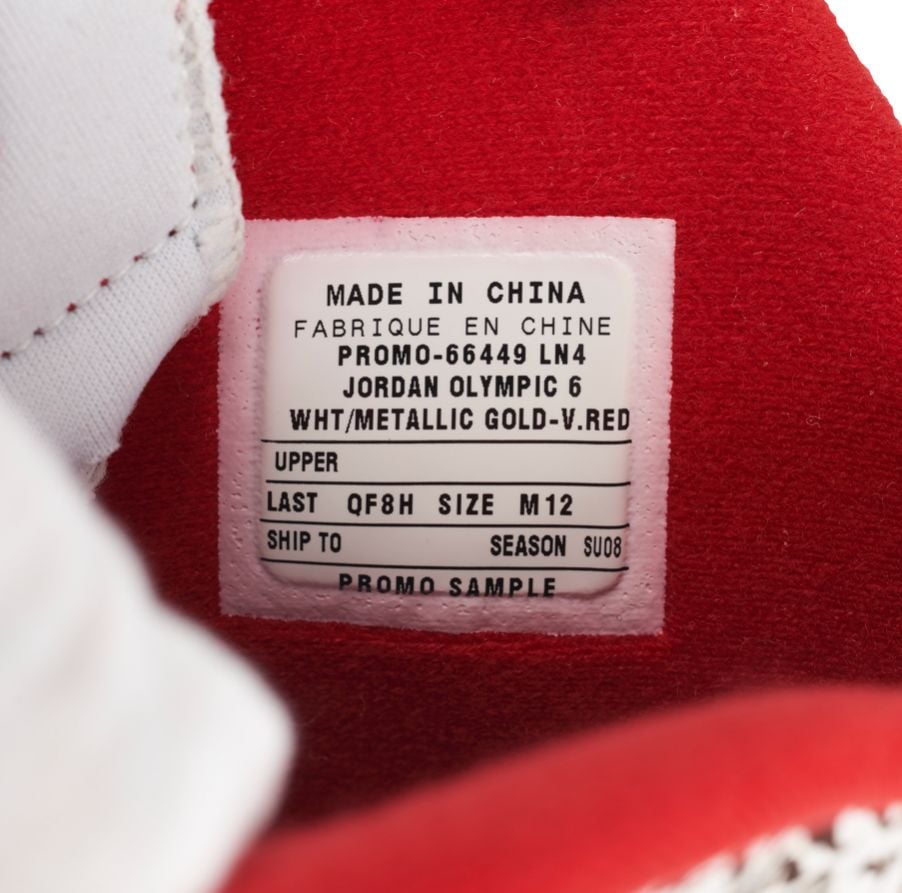 MADE IN CHINA
FABRIQUE EN CHINE
PROMO-66449 LN4
JORDAN OLYMPIC 6
WHT/METALLIC GOLD-V.RED
UPPER
LAST QF8H SIZE M12
SHIP TO SEASON SU08
PROMO SAMPLE